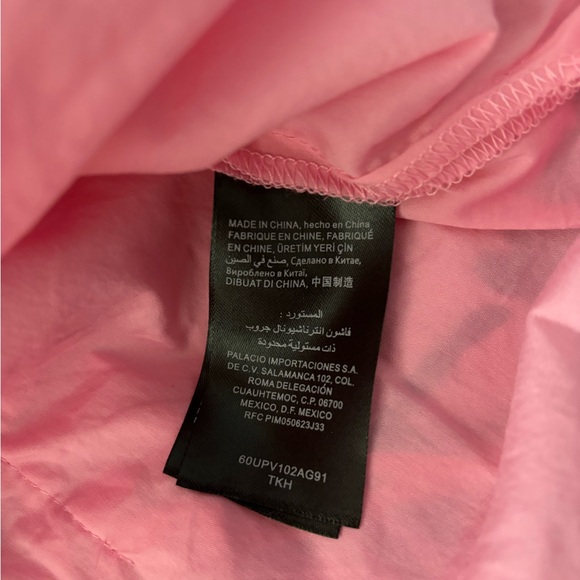 MADE IN CHINA, hecho en China
FABRIQUE EN CHINE, FABRIQUÉ
EN CHINE, ÜRETİM YERİ ÇİN
صنع في الصين, Сделано в Китае,
Вироблено в Китаї,
DIBUAT DI CHINA, 中国制造
المستورد :
فاشون انترناشيونال جروب
ذات مسئولية محدودة
PALACIO IMPORTACIONES S.A.
DE C.V. SALAMANCA 102, COL.
ROMA DELEGACIÓN
CUAUHTEMOC, C.P. 06700
MEXICO, D.F. MEXICO
RFC PIM050623J33
60UPV102AG91
TKH